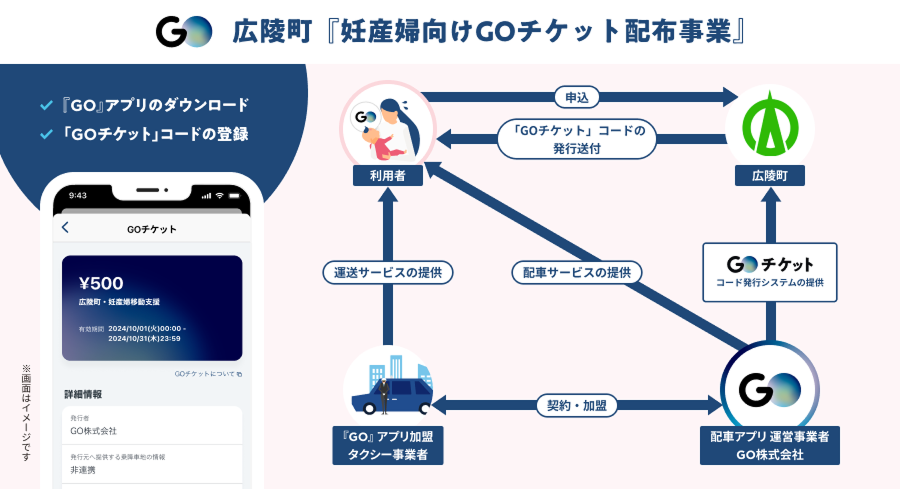 GO 広陵町『妊産婦向けGOチケット配布事業』
『GO』アプリのダウンロード
「GOチケット」コードの登録
9:43
GOチケット
¥500
広陵町・妊産婦移動支援
有効期間 2024/10/01(火)00:00 -
2024/10/31(木)23:59
GOチケットについて
詳細情報
発行者
GO株式会社
発行元へ提供する乗降車地の情報
非連携
※画面はイメージです
申込
「GOチケット」コードの
発行送付
GO
利用者
広陵町
運送サービスの提供
配車サービスの提供
GOチケット
コード発行システムの提供
契約・加盟
『GO』アプリ加盟
タクシー事業者
GO
配車アプリ 運営事業者
GO株式会社